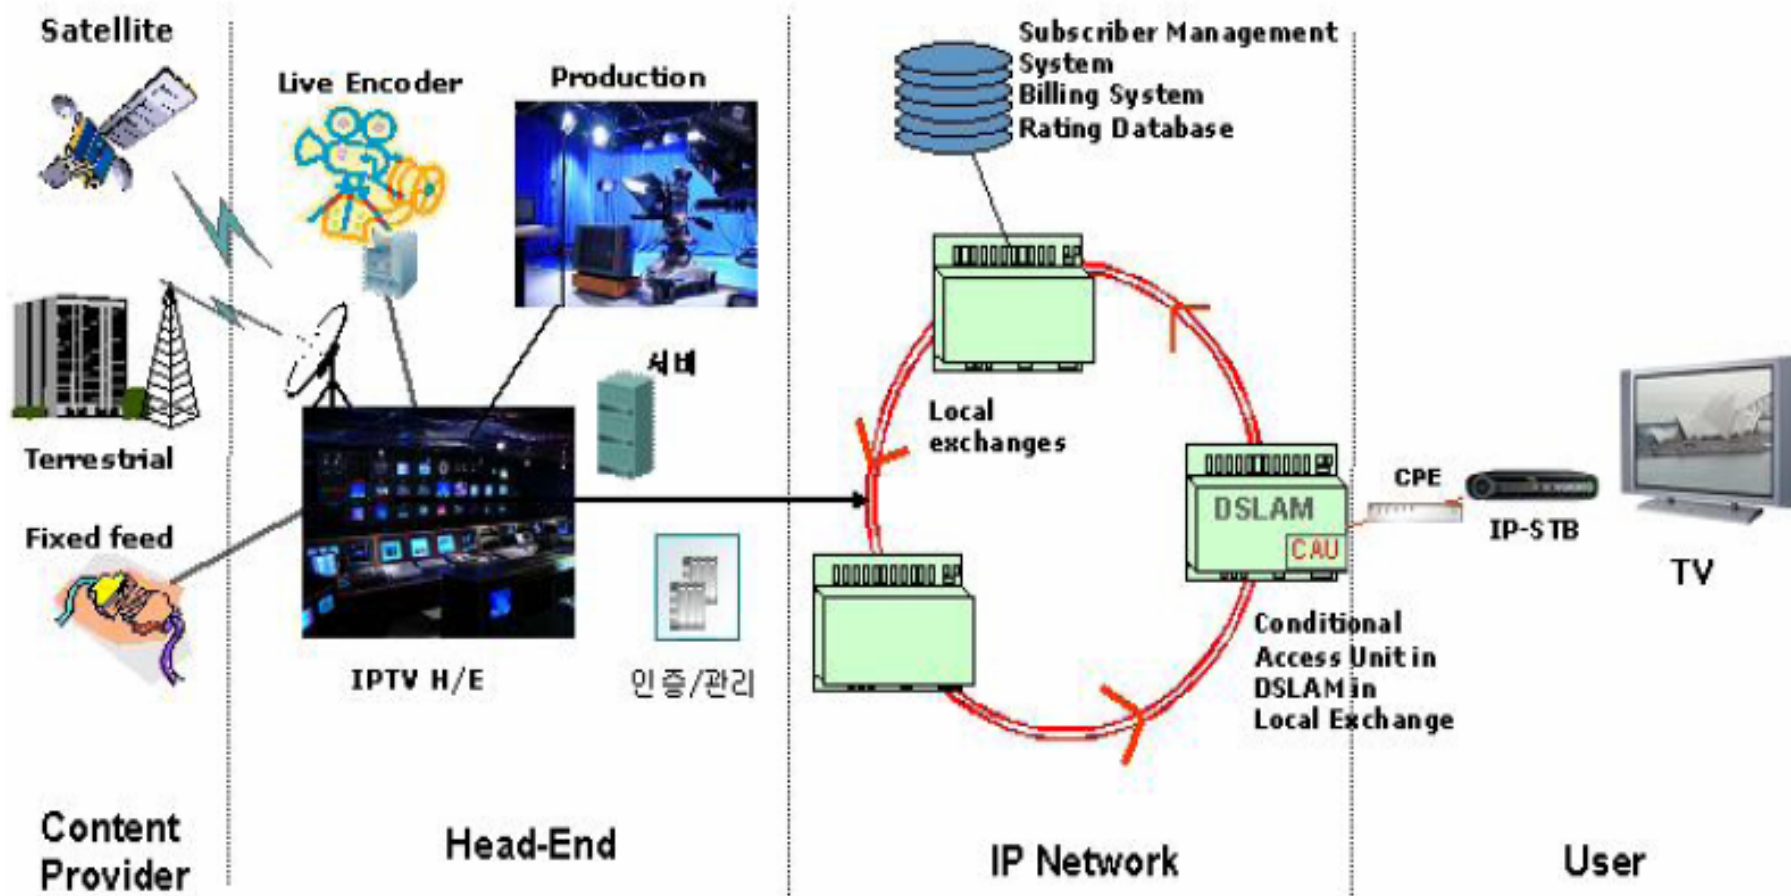 Satellite
Terrestrial
Fixed feed
Content
Provider
Live Encoder
Production
서버
IPTV H/E
인증/관리
Head-End
Subscriber Management
System
Billing System
Rating Database
Local
exchanges
DSLAM
CAU
Conditional
Access Unit in
DSLAM in
Local Exchange
IP Network
CPE
IP-STB
TV
User